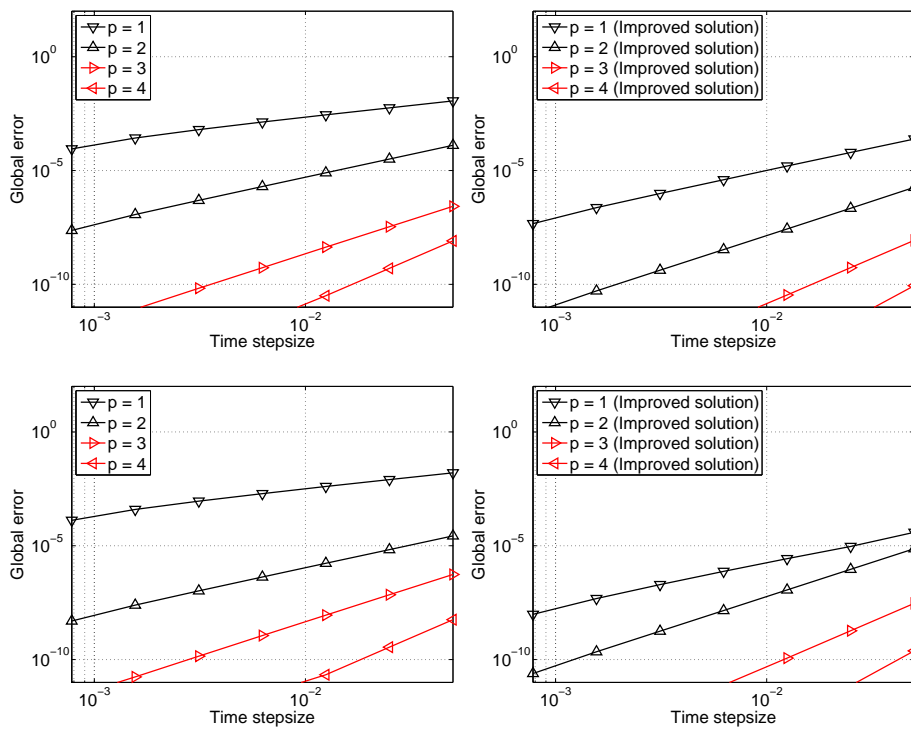 p = 1
p = 2
p = 3
p = 4
10^0
10^-5
10^-10
Global error
10^-3
10^-2
Time stepsize
p = 1 (Improved solution)
p = 2 (Improved solution)
p = 3 (Improved solution)
p = 4 (Improved solution)
10^0
10^-5
10^-10
Global error
10^-3
10^-2
Time stepsize
p = 1
p = 2
p = 3
p = 4
10^0
10^-5
10^-10
Global error
10^-3
10^-2
Time stepsize
p = 1 (Improved solution)
p = 2 (Improved solution)
p = 3 (Improved solution)
p = 4 (Improved solution)
10^0
10^-5
10^-10
Global error
10^-3
10^-2
Time stepsize